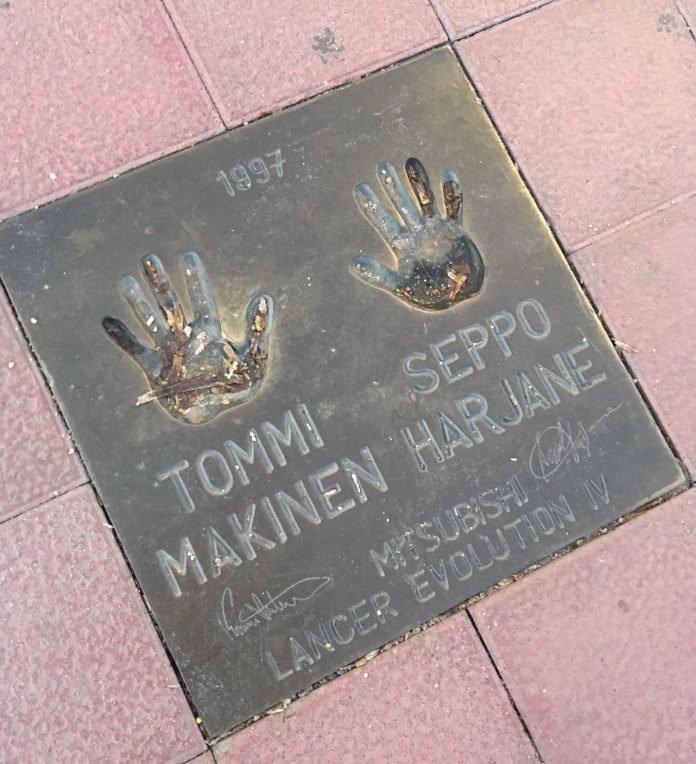 1997
TOMMI
MAKINEN
SEPPO
HARJANE
MITSUBISHI
LANCER EVOLUTION IV